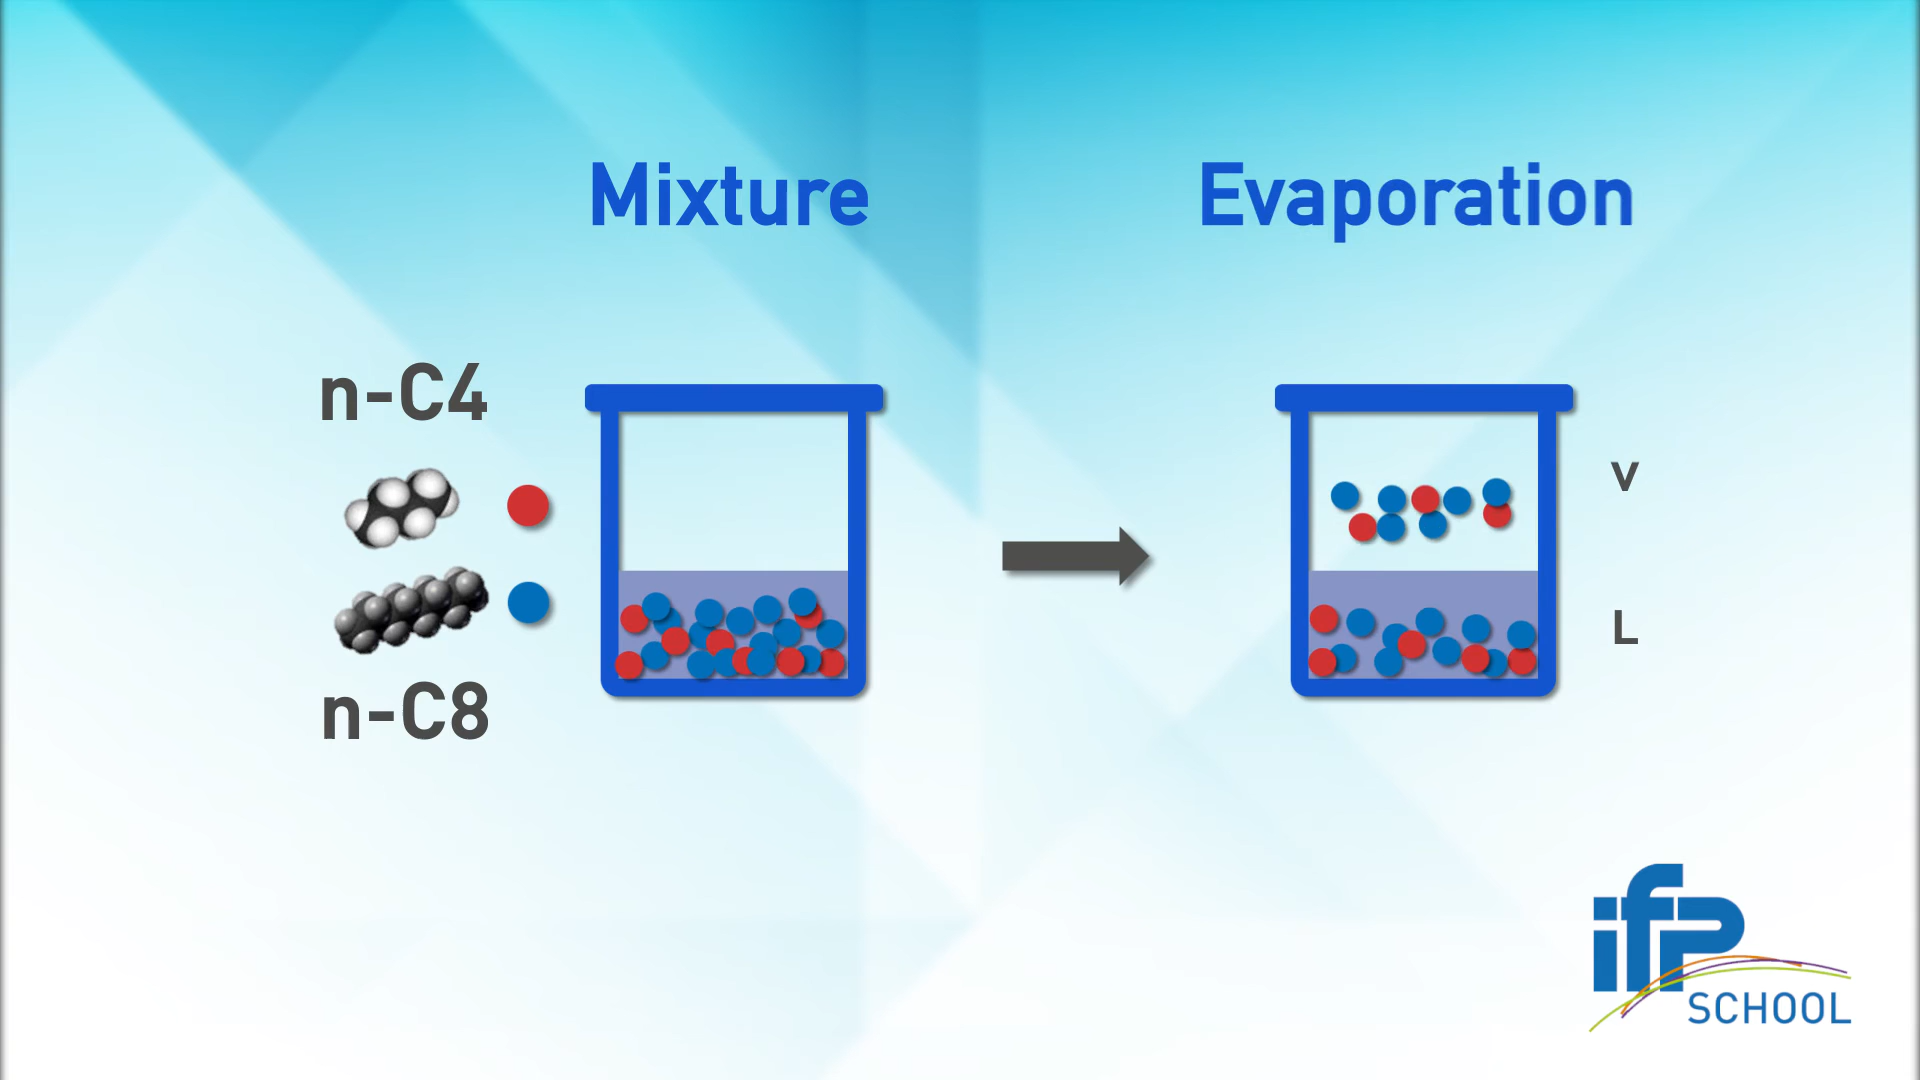 Mixture
Evaporation
n-C4
n-C8
v
L
ifp
SCHOOL